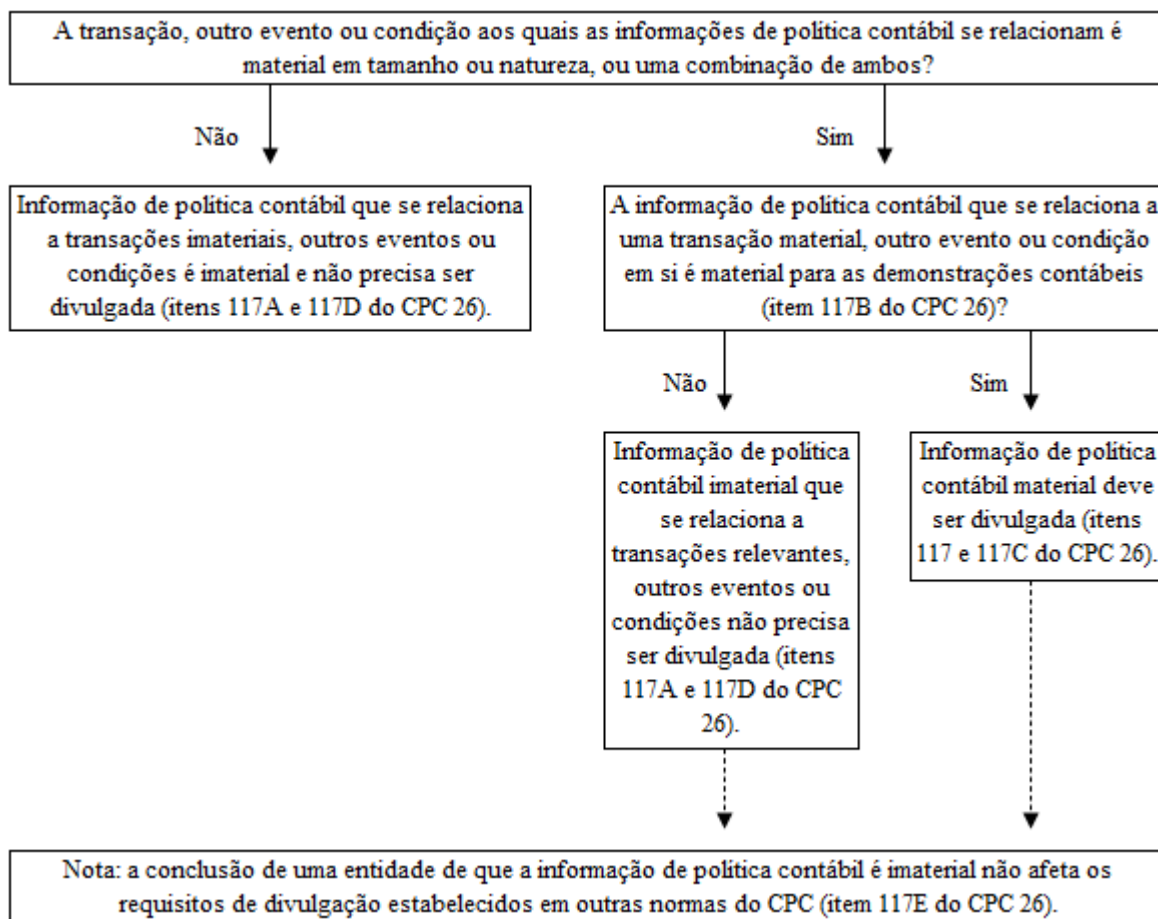 A transação, outro evento ou condição aos quais as informações de política contábil se relacionam é
material em tamanho ou natureza, ou uma combinação de ambos?
Não
Sim
Informação de política contábil que se relaciona
a transações imateriais, outros eventos ou
condições é imaterial e não precisa ser
divulgada (itens 117A e 117D do CPC 26).
A informação de política contábil que se relaciona a
uma transação material, outro evento ou condição
em si é material para as demonstrações contábeis
(item 117B do CPC 26)?
Não
Sim
Informação de política
contábil imaterial que
se relaciona a
transações relevantes,
outros eventos ou
condições não precisa
ser divulgada (itens
117A e 117D do CPC
26).
Informação de política
contábil material deve
ser divulgada (itens
117 e 117C do CPC 26).
Nota: a conclusão de uma entidade de que a informação de política contábil é imaterial não afeta os
requisitos de divulgação estabelecidos em outras normas do CPC (item 117E do CPC 26).